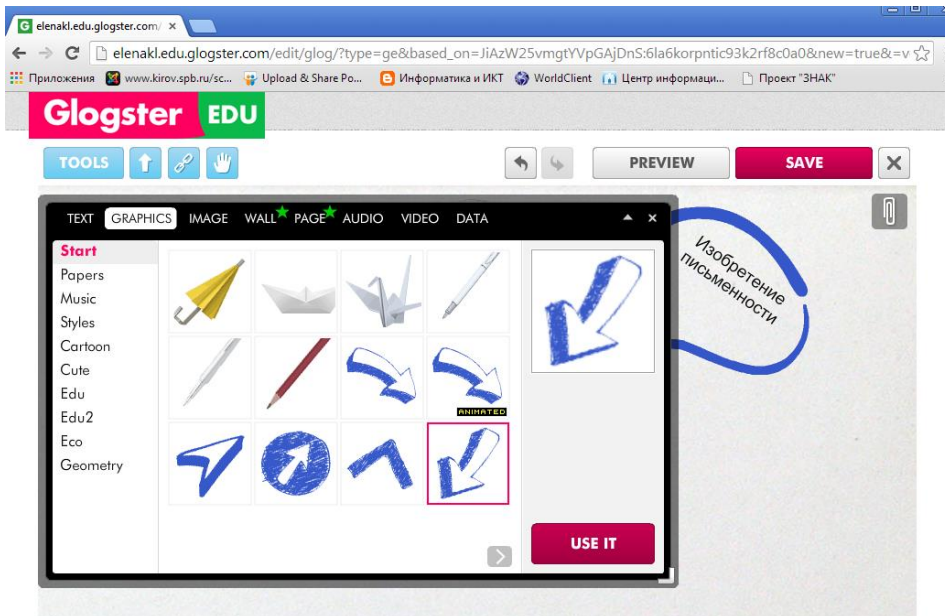 elenakl.edu.glogster.com/
elenakl.edu.glogster.com/edit/glog/?type=ge&based_on=JiAzW25vmgtYVpGAjDnS:6la6korpntic93k2rf8c0a0&new=true&=v
Приложения www.kirov.spb.ru/sc... Upload & Share Po... Информатика и ИКТ WorldClient Центр информаци... Проект "ЗНАК"
Glogster EDU
TOOLS PREVIEW SAVE
TEXT GRAPHICS IMAGE WALL PAGE AUDIO VIDEO DATA
Start
Papers
Music
Styles
Cartoon
Cute
Edu
Edu2
Eco
Geometry
ANIMATED
USE IT
Изобретение
письменности